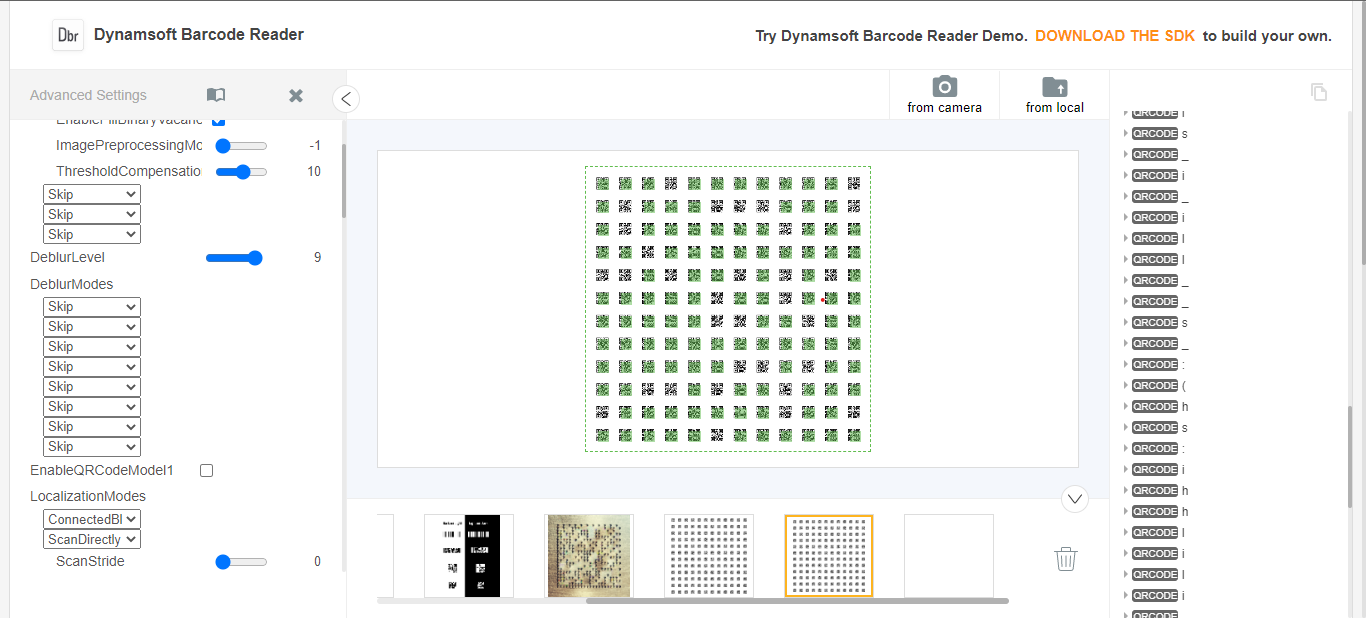 Dbr Dynamsoft Barcode Reader
Try Dynamsoft Barcode Reader Demo. DOWNLOAD THE SDK to build your own.
Advanced Settings
from camera
from local
EnableFillBinaryVacanc
ImagePreprocessingMo -1
ThresholdCompensatio 10
Skip
Skip
Skip
DeblurLevel 9
DeblurModes
Skip
Skip
Skip
Skip
Skip
Skip
Skip
Skip
EnableQRCodeModel1
LocalizationModes
ConnectedBl
ScanDirectly
ScanStride 0
QRCODE l
QRCODE s
QRCODE _
QRCODE i
QRCODE _
QRCODE i
QRCODE l
QRCODE l
QRCODE _
QRCODE _
QRCODE s
QRCODE _
QRCODE :
QRCODE (
QRCODE h
QRCODE s
QRCODE :
QRCODE i
QRCODE h
QRCODE h
QRCODE l
QRCODE i
QRCODE l
QRCODE i
QRCODE